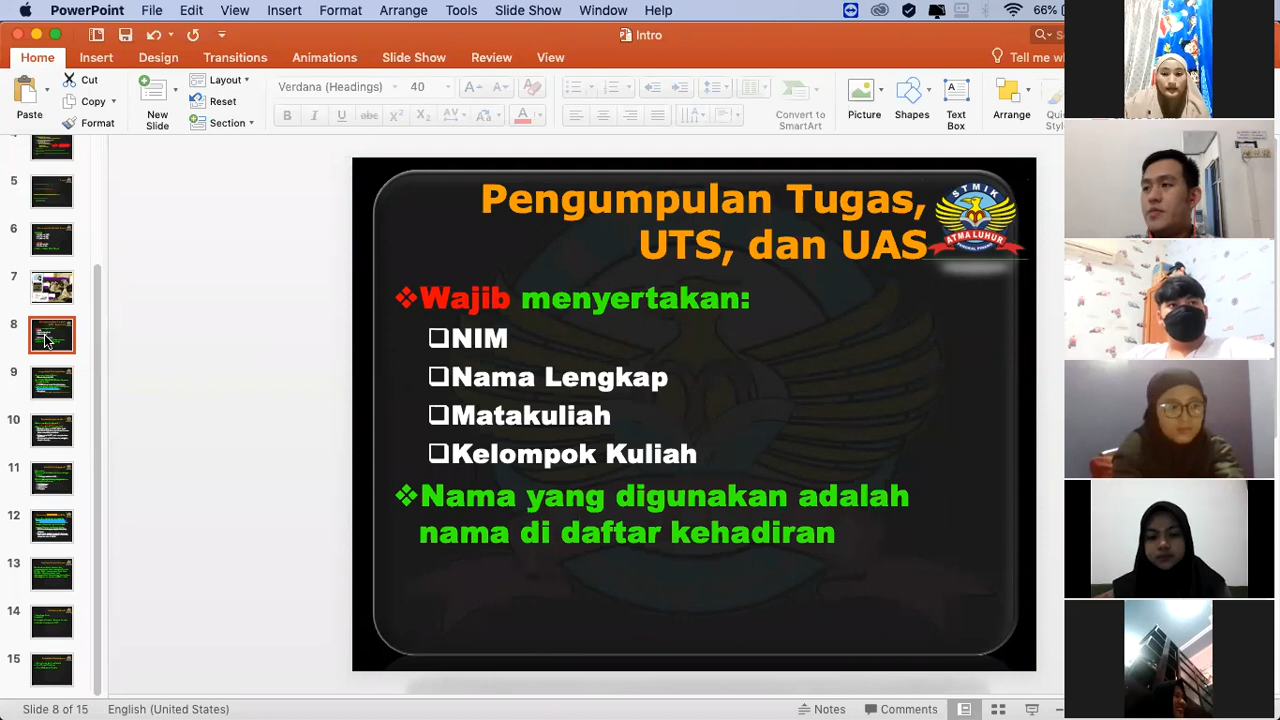 PowerPoint File Edit View Insert Format Arrange Tools Slide Show Window Help 66%
Intro
Home Insert Design Transitions Animations Slide Show Review View Tell me
Paste Cut Copy Format
New Slide Layout Reset Section
Verdana (Headings) 40
Convert to SmartArt
Picture Shapes Text Box Arrange
4
5
6
7
8
9
10
11
12
13
14
15
Pengumpulan Tugas,
UTS, dan UAS
STMIK
ATMA LUHUR
Wajib menyertakan:
NIM
Nama Lengkap
Matakuliah
Kelompok Kuliah
Nama yang digunakan adalah
nama di daftar kehadiran
Slide 8 of 15 English (United States) Notes Comments